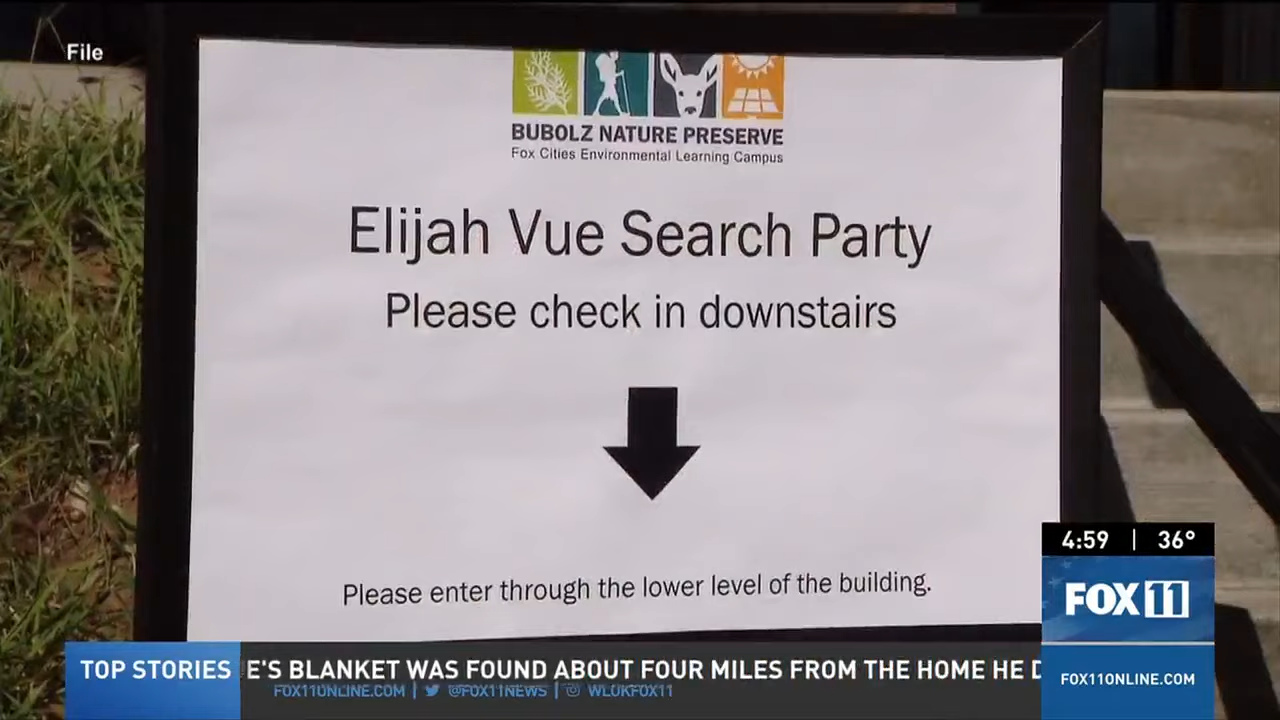 File
BUBOLZ NATURE PRESERVE
Fox Cities Environmental Learning Campus
Elijah Vue Search Party
Please check in downstairs
Please enter through the lower level of the building.
4:59 | 36°
FOX 11
TOP STORIES
E'S BLANKET WAS FOUND ABOUT FOUR MILES FROM THE HOME HE D
FOX11ONLINE.COM | @FOX11NEWS | WLUKFOX11
FOX11ONLINE.COM